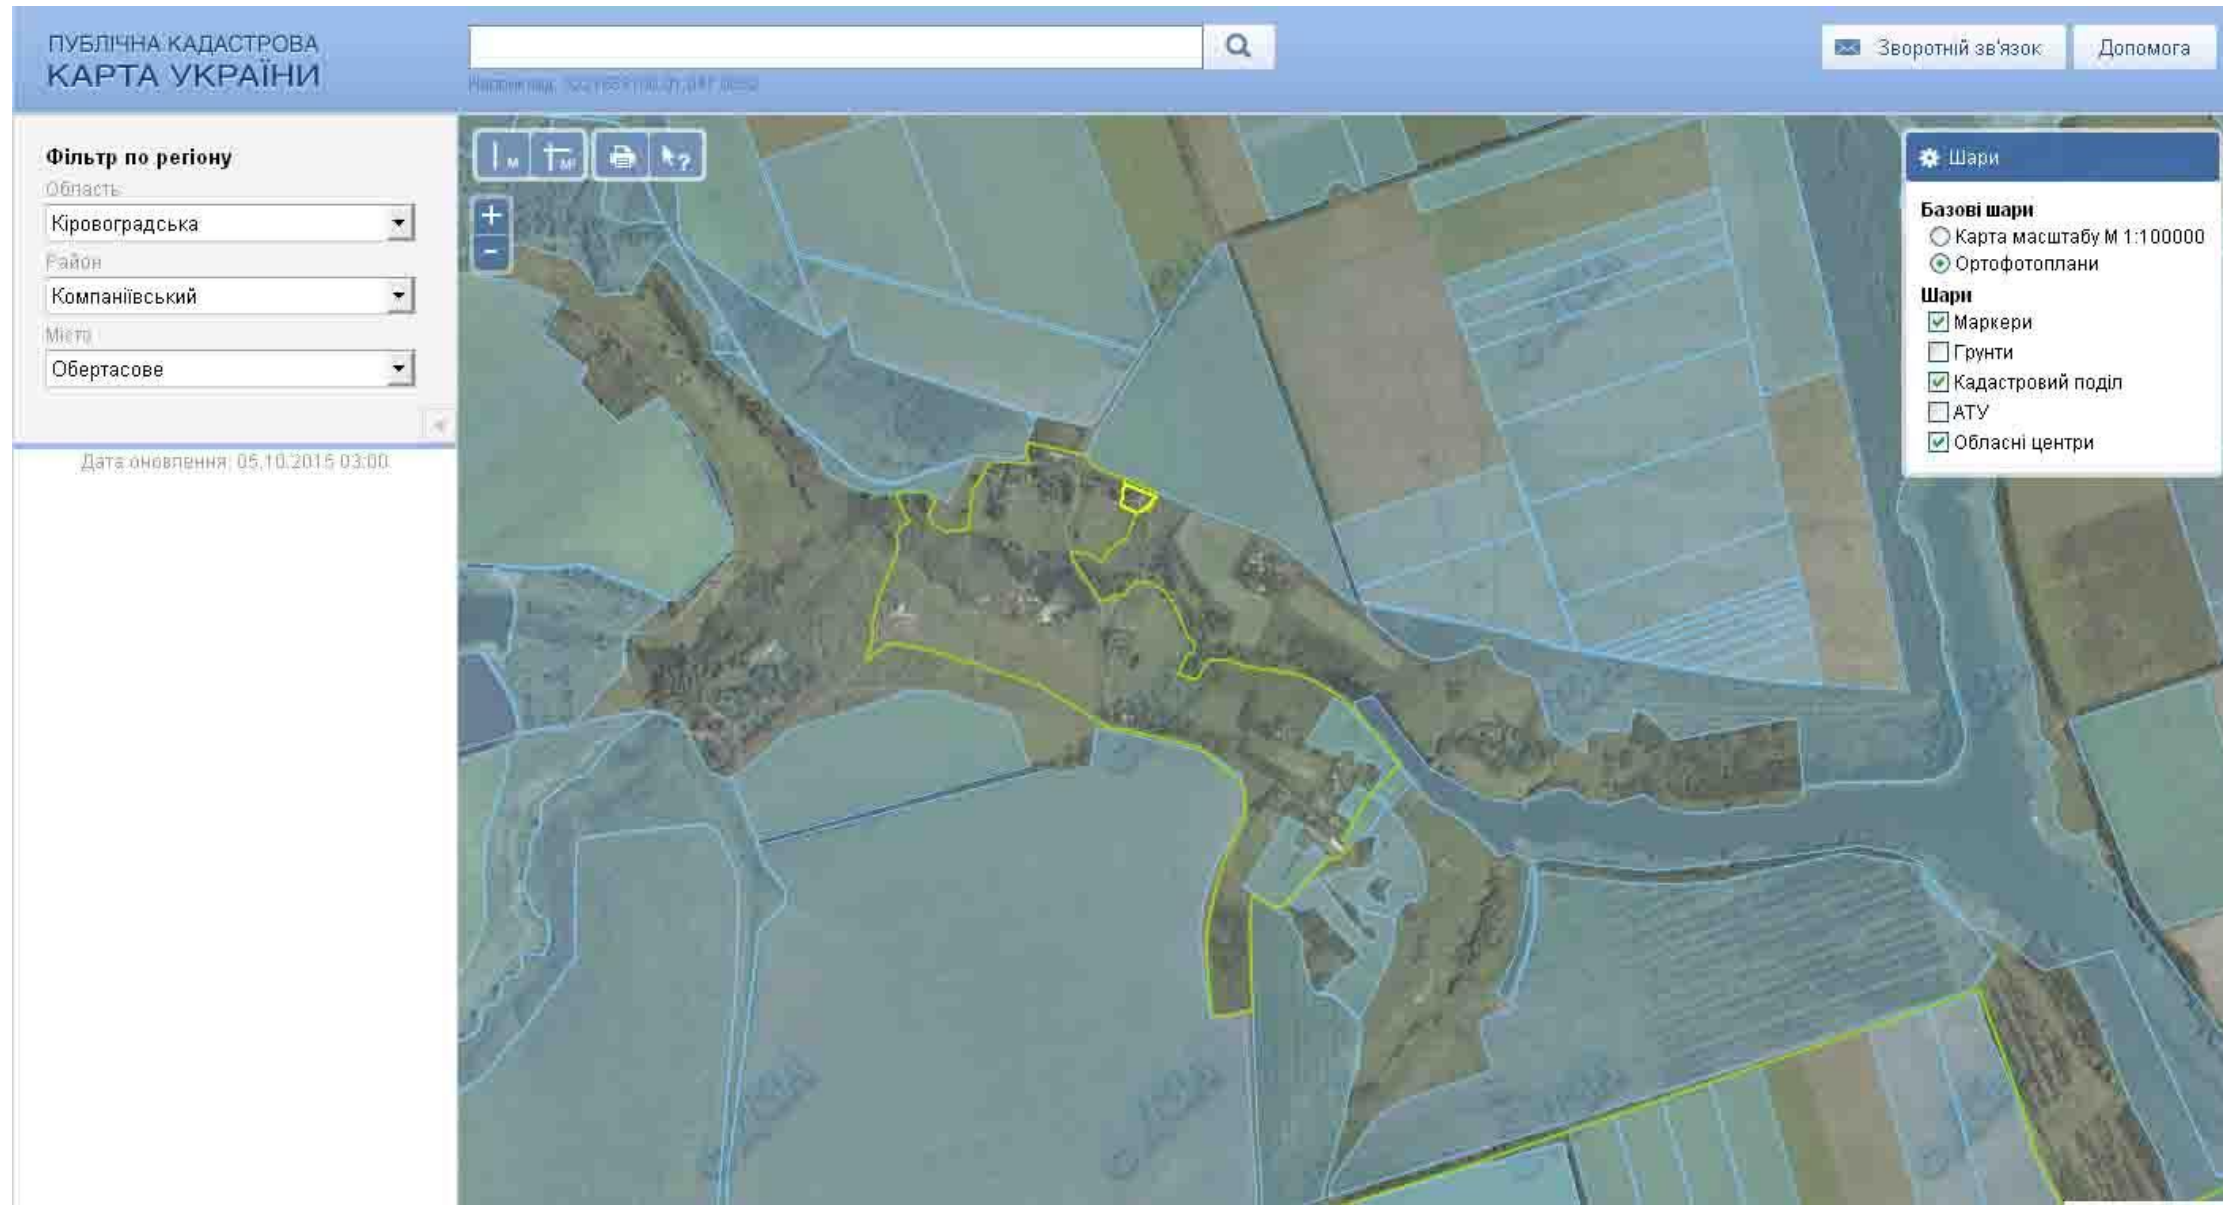 ПУБЛІЧНА КАДАСТРОВА
КАРТА УКРАЇНИ
Зворотній зв'язок
Допомога
Фільтр по регіону
Область
Кіровоградська
Район
Компаніївський
Місто
Обертасове
Дата оновлення: 05.10.2015 03:00
М
М²
?
+
-
Шари
Базові шари
Карта масштабу М 1:100000
Ортофотоплани
Шари
Маркери
Грунти
Кадастровий поділ
АТУ
Обласні центри